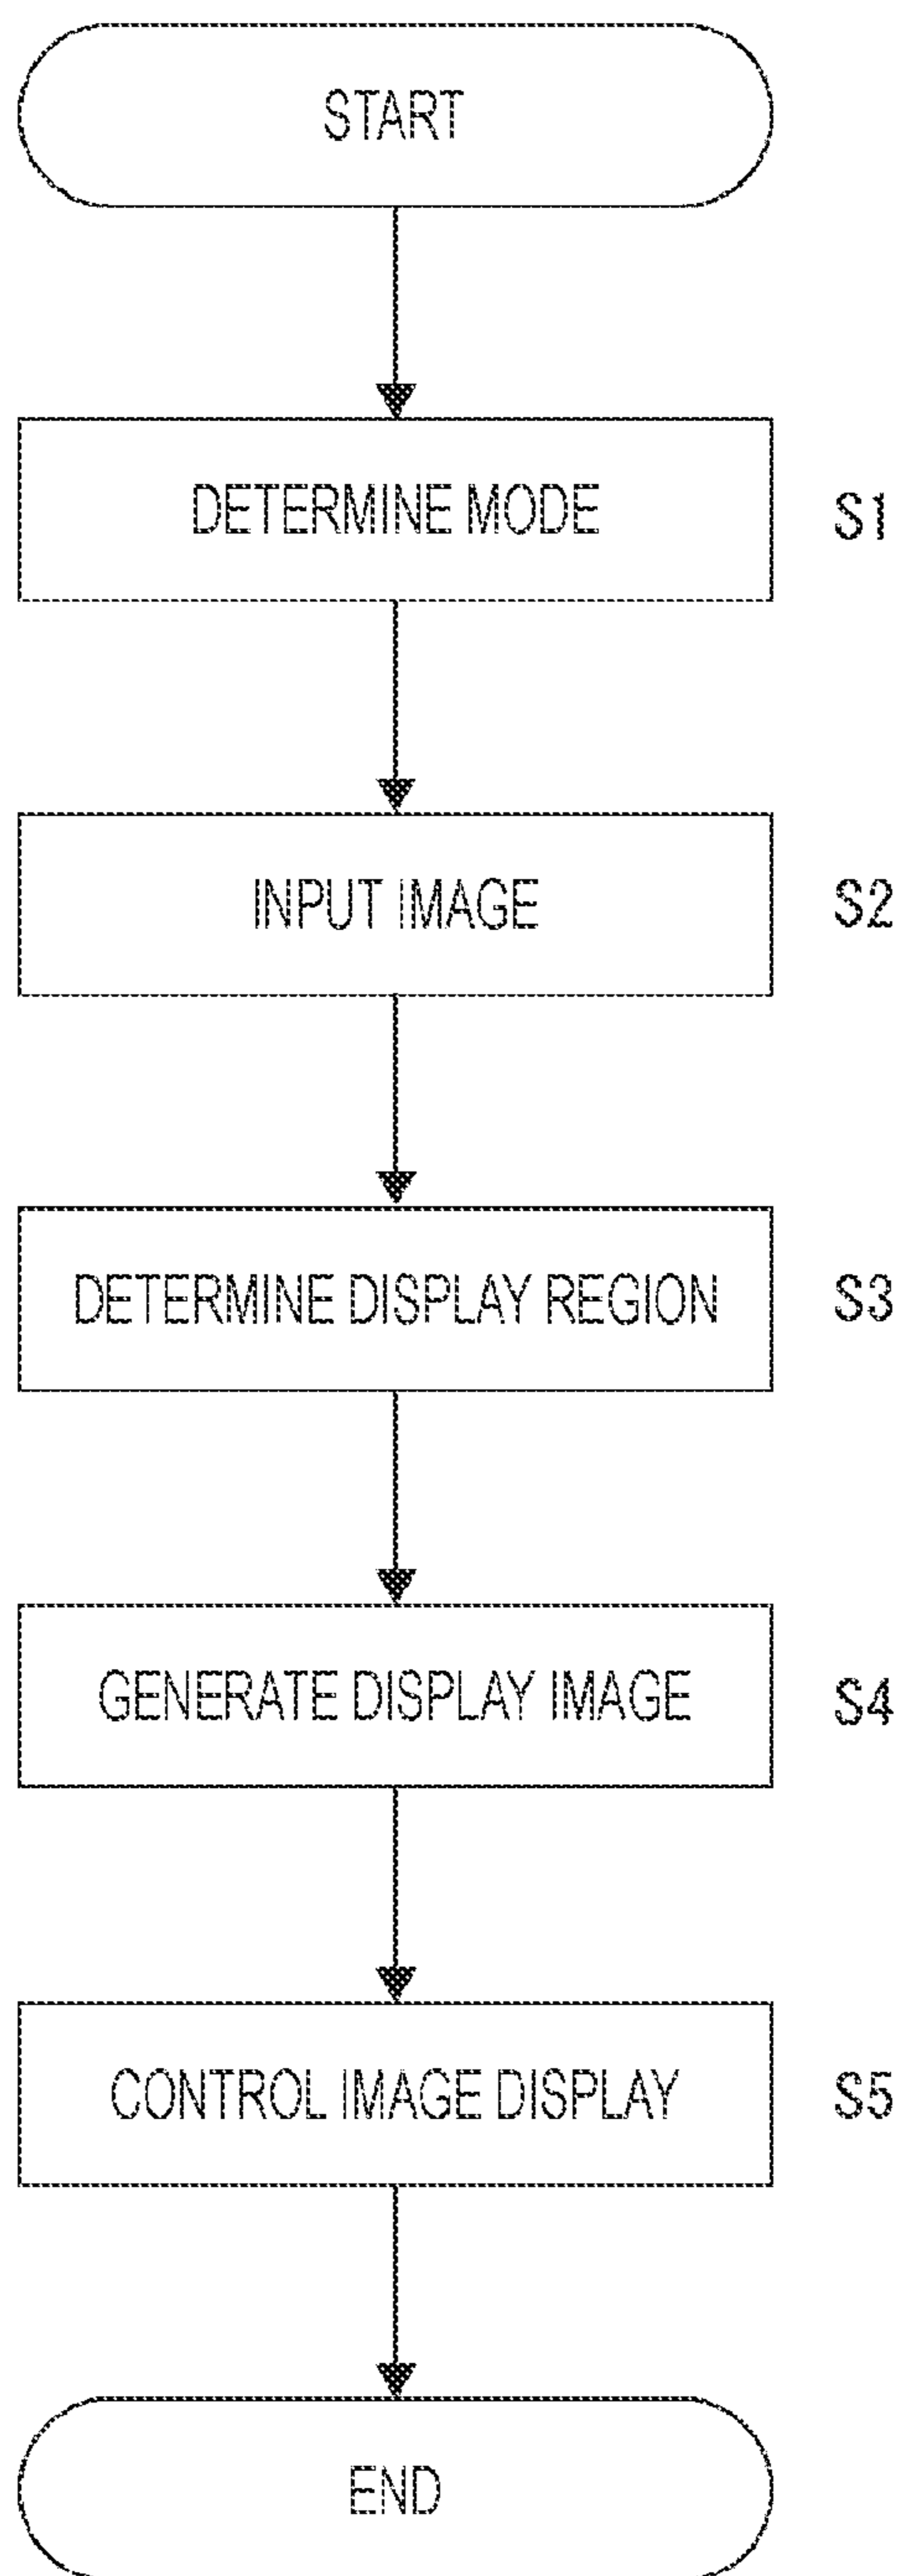 START
DETERMINE MODE S1
INPUT IMAGE S2
DETERMINE DISPLAY REGION S3
GENERATE DISPLAY IMAGE S4
CONTROL IMAGE DISPLAY S5
END